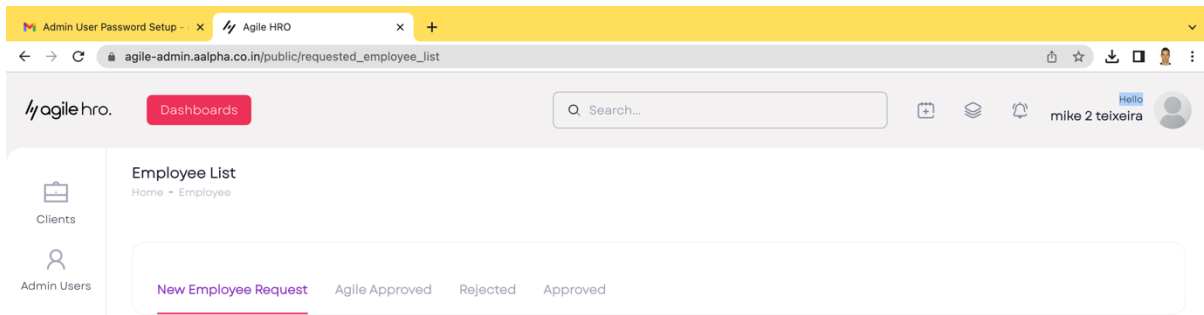 Admin User Password Setup -
Agile HRO
agile-admin.aalpha.co.in/public/requested_employee_list
agile hro.
Dashboards
Search...
Hello
mike 2 teixeira
Employee List
Home - Employee
Clients
Admin Users
New Employee Request
Agile Approved
Rejected
Approved